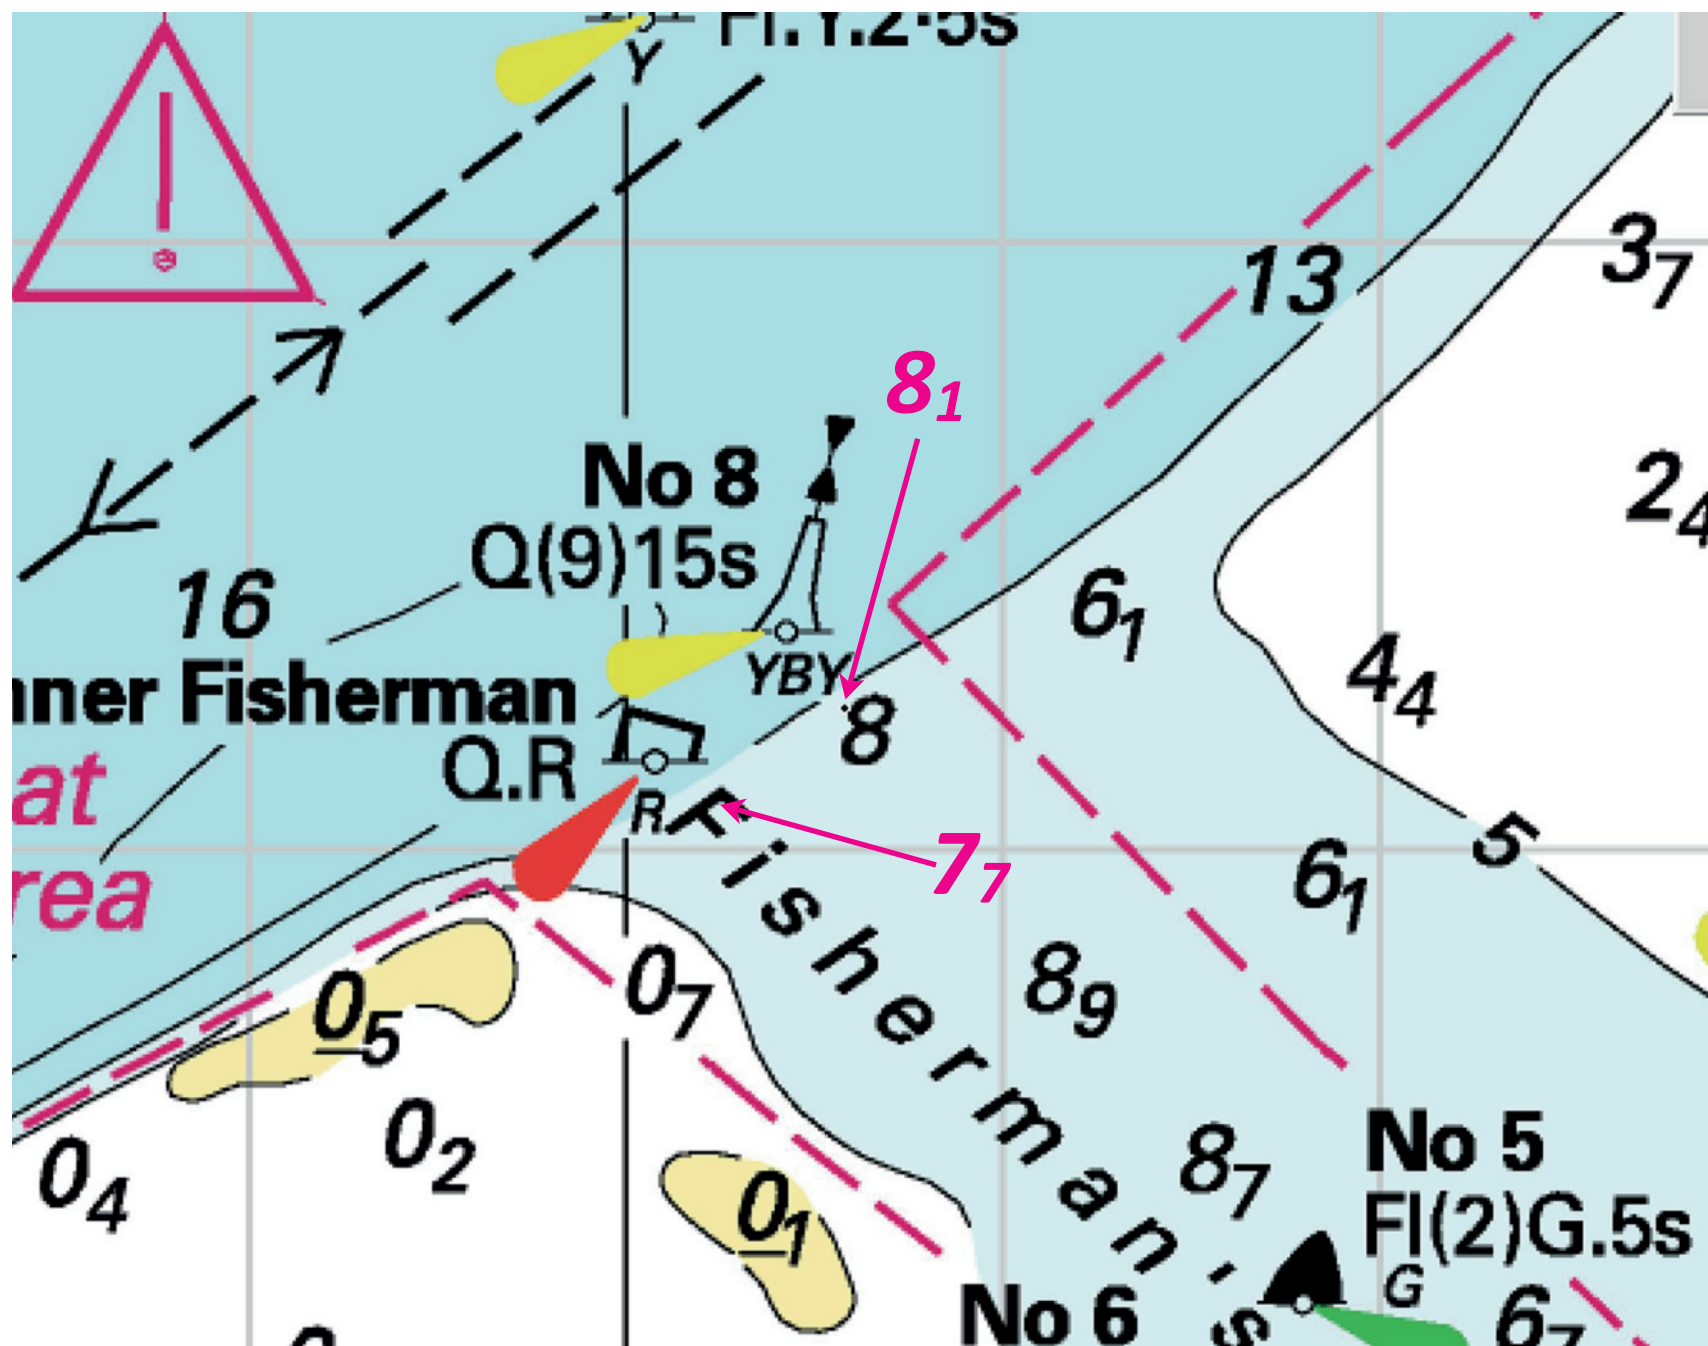 Fl.Y.2·5s
Y
13
3₇
8₁
No 8
Q(9)15s
2₄
16
6₁
YBY
4₄
nner Fisherman
8
Q.R
at
R
5
7₇
rea
6₁
Fisherman's
0₇
8₉
0₅
0₂
0₄
8₇
No 5
Fl(2)G.5s
0₁
G
No 6
6₇